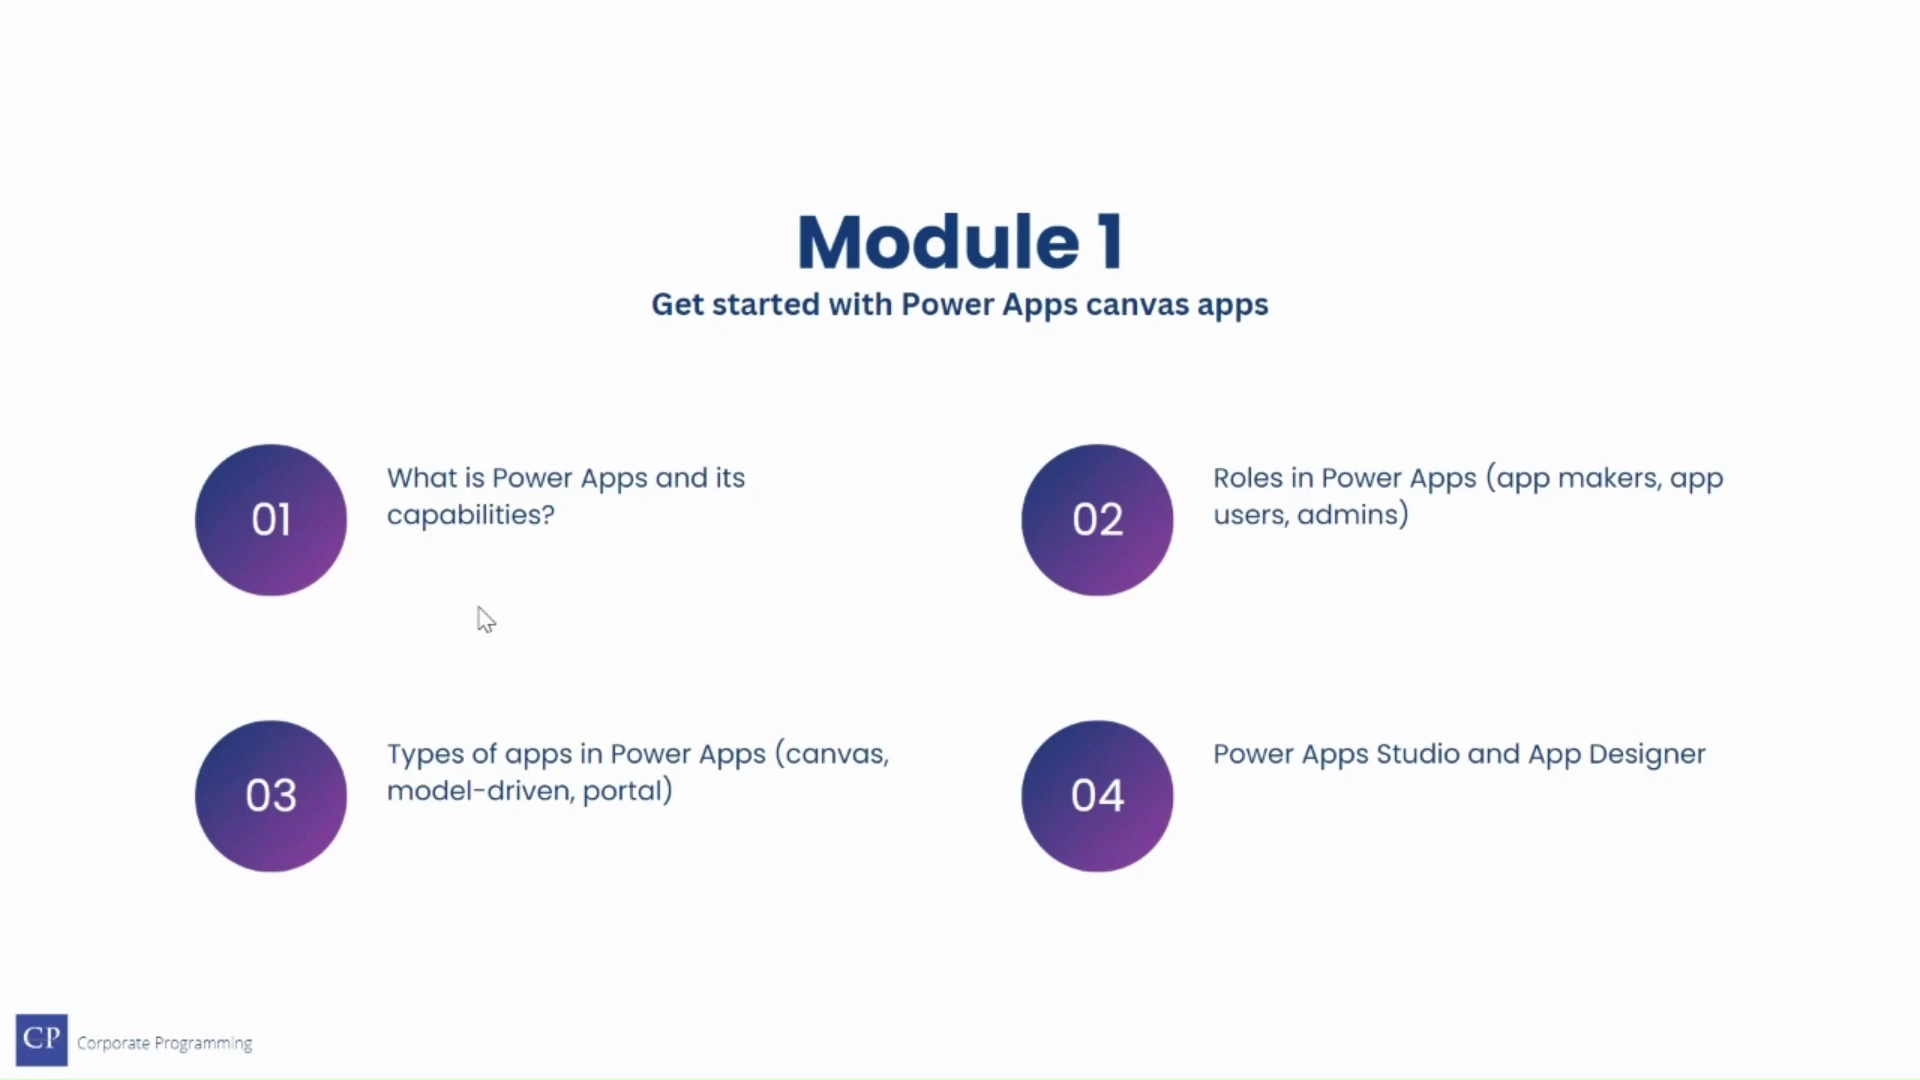 Module 1
Get started with Power Apps canvas apps
01
What is Power Apps and its
capabilities?
02
Roles in Power Apps (app makers, app
users, admins)
03
Types of apps in Power Apps (canvas,
model-driven, portal)
04
Power Apps Studio and App Designer
CP
Corporate Programming